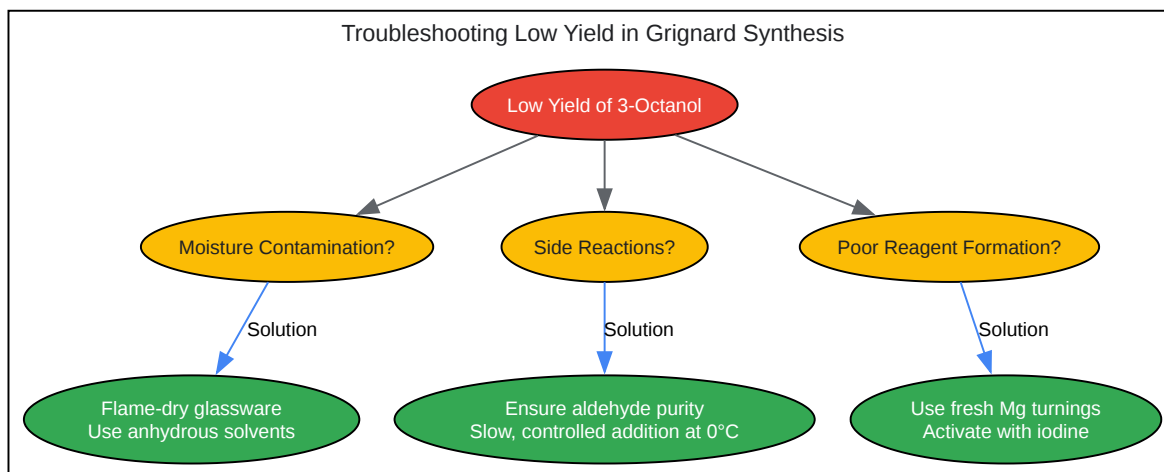 Troubleshooting Low Yield in Grignard Synthesis
Low Yield of 3-Octanol
Moisture Contamination?
Side Reactions?
Poor Reagent Formation?
Solution
Solution
Solution
Flame-dry glassware
Use anhydrous solvents
Ensure aldehyde purity
Slow, controlled addition at 0°C
Use fresh Mg turnings
Activate with iodine